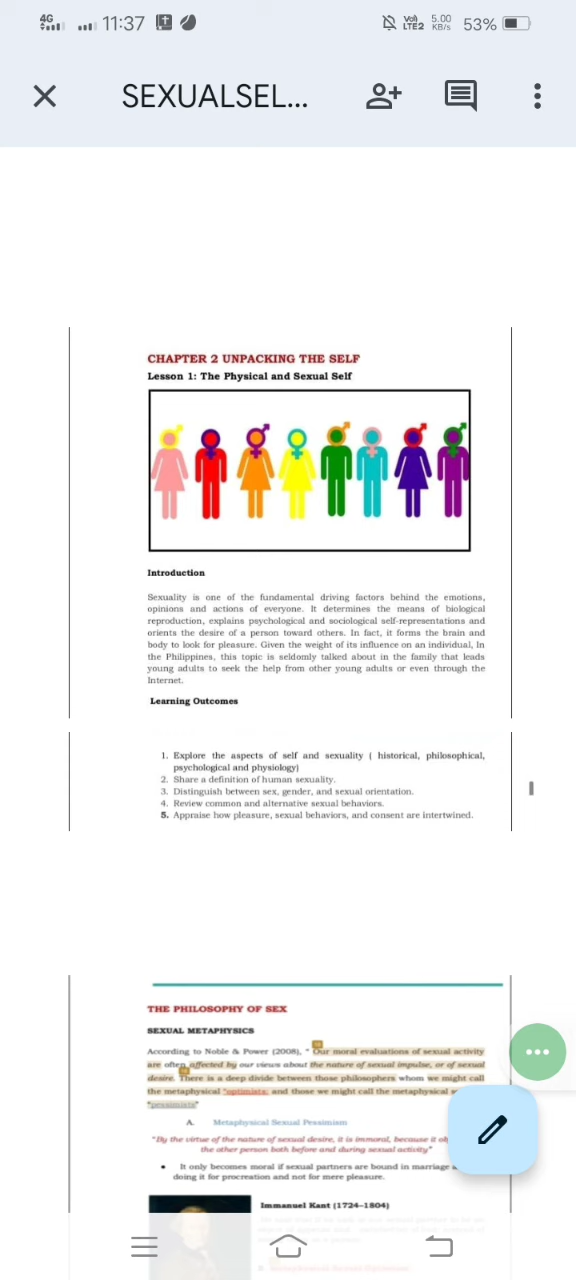 4G 11:37 Vo) LTE2 5.00 KB/s 53%
SEXUALSEL...
CHAPTER 2 UNPACKING THE SELF
Lesson 1: The Physical and Sexual Self
Introduction
Sexuality is one of the fundamental driving factors behind the emotions,
opinions and actions of everyone. It determines the means of biological
reproduction, explains psychological and sociological self-representations and
orients the desire of a person toward others. In fact, it forms the brain and
body to look for pleasure. Given the weight of its influence on an individual, In
the Philippines, this topic is seldomly talked about in the family that leads
young adults to seek the help from other young adults or even through the
Internet.
Learning Outcomes
1. Explore the aspects of self and sexuality ( historical, philosophical,
psychological and physiology)
2. Share a definition of human sexuality.
3. Distinguish between sex, gender, and sexual orientation.
4. Review common and alternative sexual behaviors.
5. Appraise how pleasure, sexual behaviors, and consent are intertwined.
THE PHILOSOPHY OF SEX
SEXUAL METAPHYSICS
According to Noble & Power (2008), " Our moral evaluations of sexual activity
are often affected by our views about the nature of sexual impulse, or of sexual
desire. There is a deep divide between those philosophers whom we might call
the metaphysical "optimists, and those we might call the metaphysical
"pessimists"
A. Metaphysical Sexual Pessimism
"By the virtue of the nature of sexual desire, it is immoral, because it
the other person both before and during sexual activity"
• It only becomes moral if sexual partners are bound in marriage
doing it for procreation and not for mere pleasure.
Immanuel Kant (1724-1804)